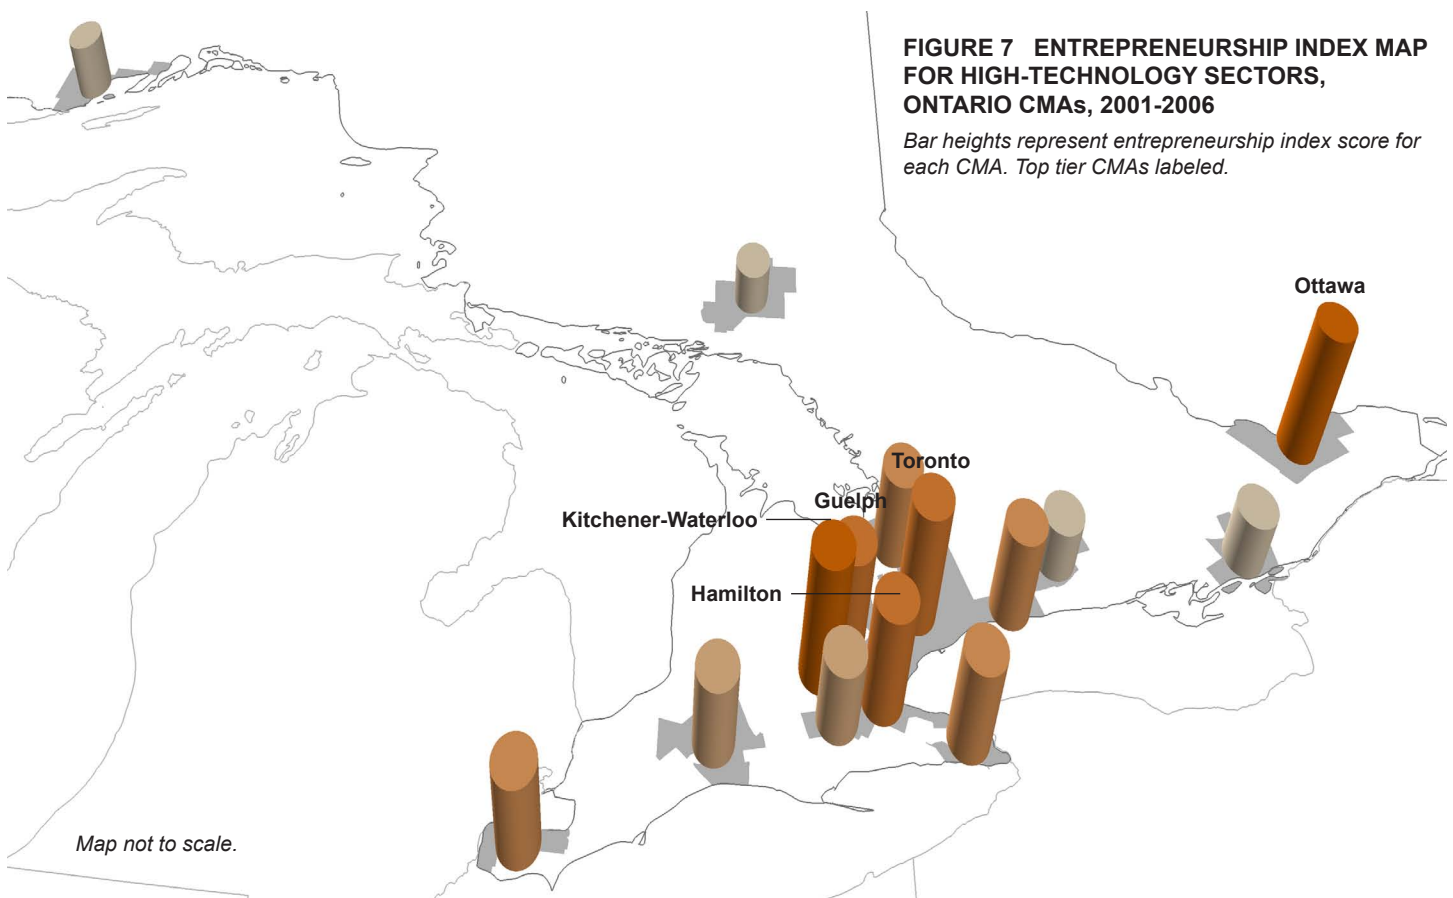 FIGURE 7 ENTREPRENEURSHIP INDEX MAP
FOR HIGH-TECHNOLOGY SECTORS,
ONTARIO CMAs, 2001-2006
Bar heights represent entrepreneurship index score for
each CMA. Top tier CMAs labeled.
Ottawa
Toronto
Guelph
Kitchener-Waterloo
Hamilton
Map not to scale.